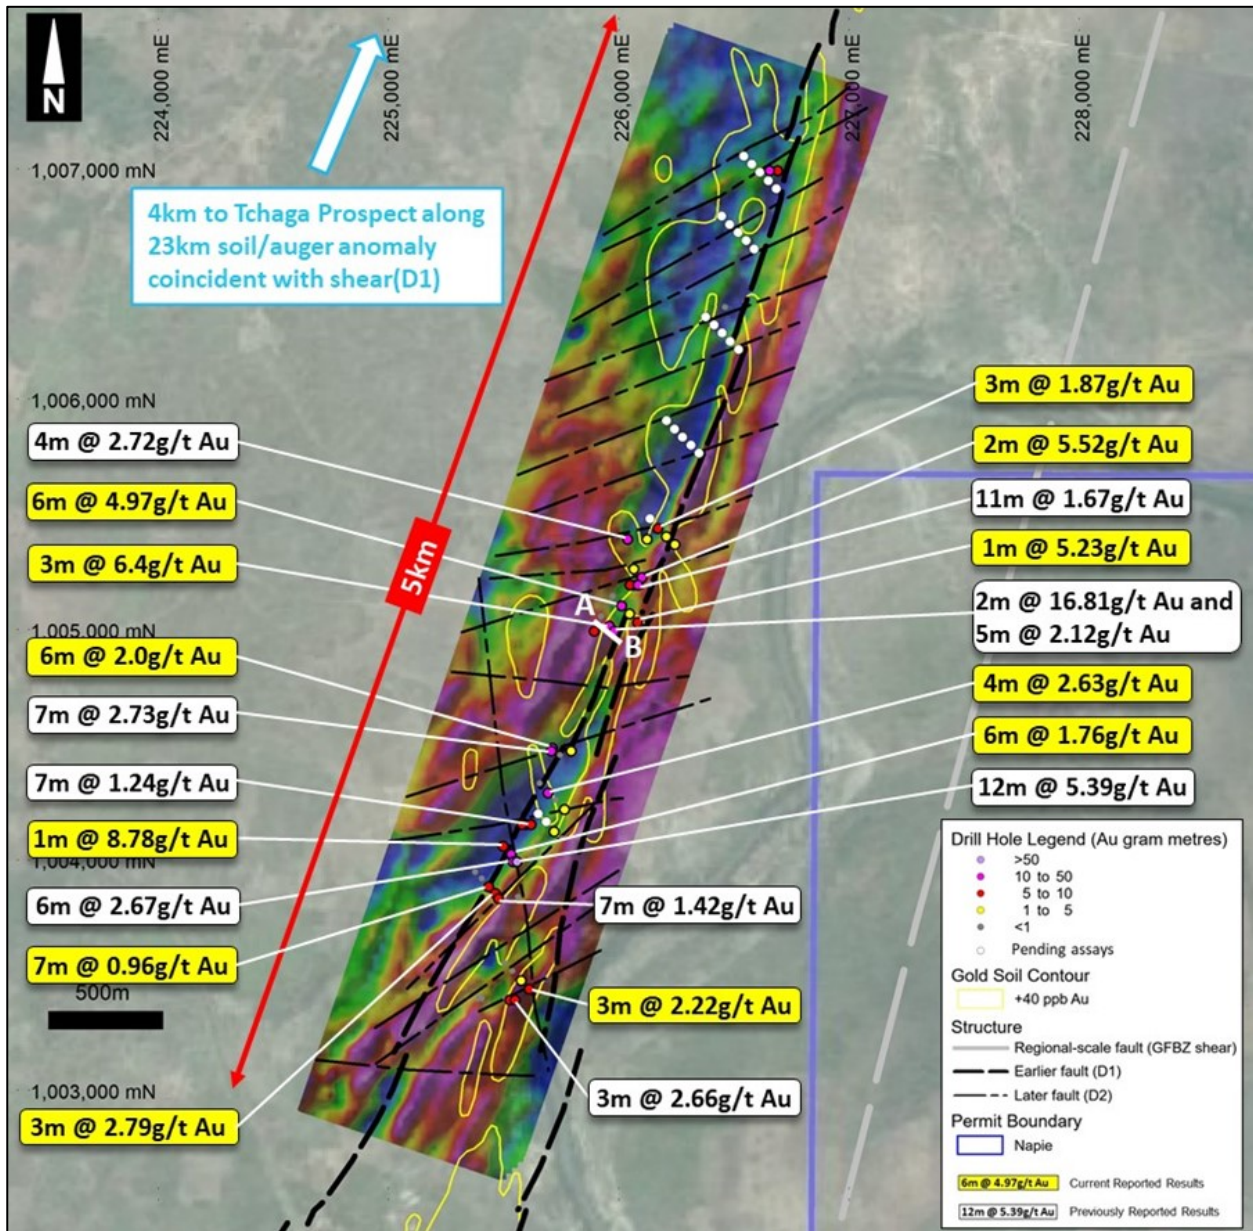 N
224,000 mE
225,000 mE
226,000 mE
227,000 mE
228,000 mE
1,007,000 mN
4km to Tchaga Prospect along
23km soil/auger anomaly
coincident with shear(D1)
1,006,000 mN
4m @ 2.72g/t Au
6m @ 4.97g/t Au
3m @ 6.4g/t Au
5km
1,005,000 mN
6m @ 2.0g/t Au
7m @ 2.73g/t Au
7m @ 1.24g/t Au
1m @ 8.78g/t Au
1,004,000 mN
6m @ 2.67g/t Au
7m @ 0.96g/t Au
500m
1,003,000 mN
3m @ 2.79g/t Au
A
B
3m @ 1.87g/t Au
2m @ 5.52g/t Au
11m @ 1.67g/t Au
1m @ 5.23g/t Au
2m @ 16.81g/t Au and
5m @ 2.12g/t Au
4m @ 2.63g/t Au
6m @ 1.76g/t Au
12m @ 5.39g/t Au
7m @ 1.42g/t Au
3m @ 2.22g/t Au
3m @ 2.66g/t Au
Drill Hole Legend (Au gram metres)
>50
10 to 50
5 to 10
1 to 5
<1
Pending assays
Gold Soil Contour
+40 ppb Au
Structure
Regional-scale fault (GFBZ shear)
Earlier fault (D1)
Later fault (D2)
Permit Boundary
Napie
6m @ 4.97g/t Au Current Reported Results
12m @ 5.39g/t Au Previously Reported Results